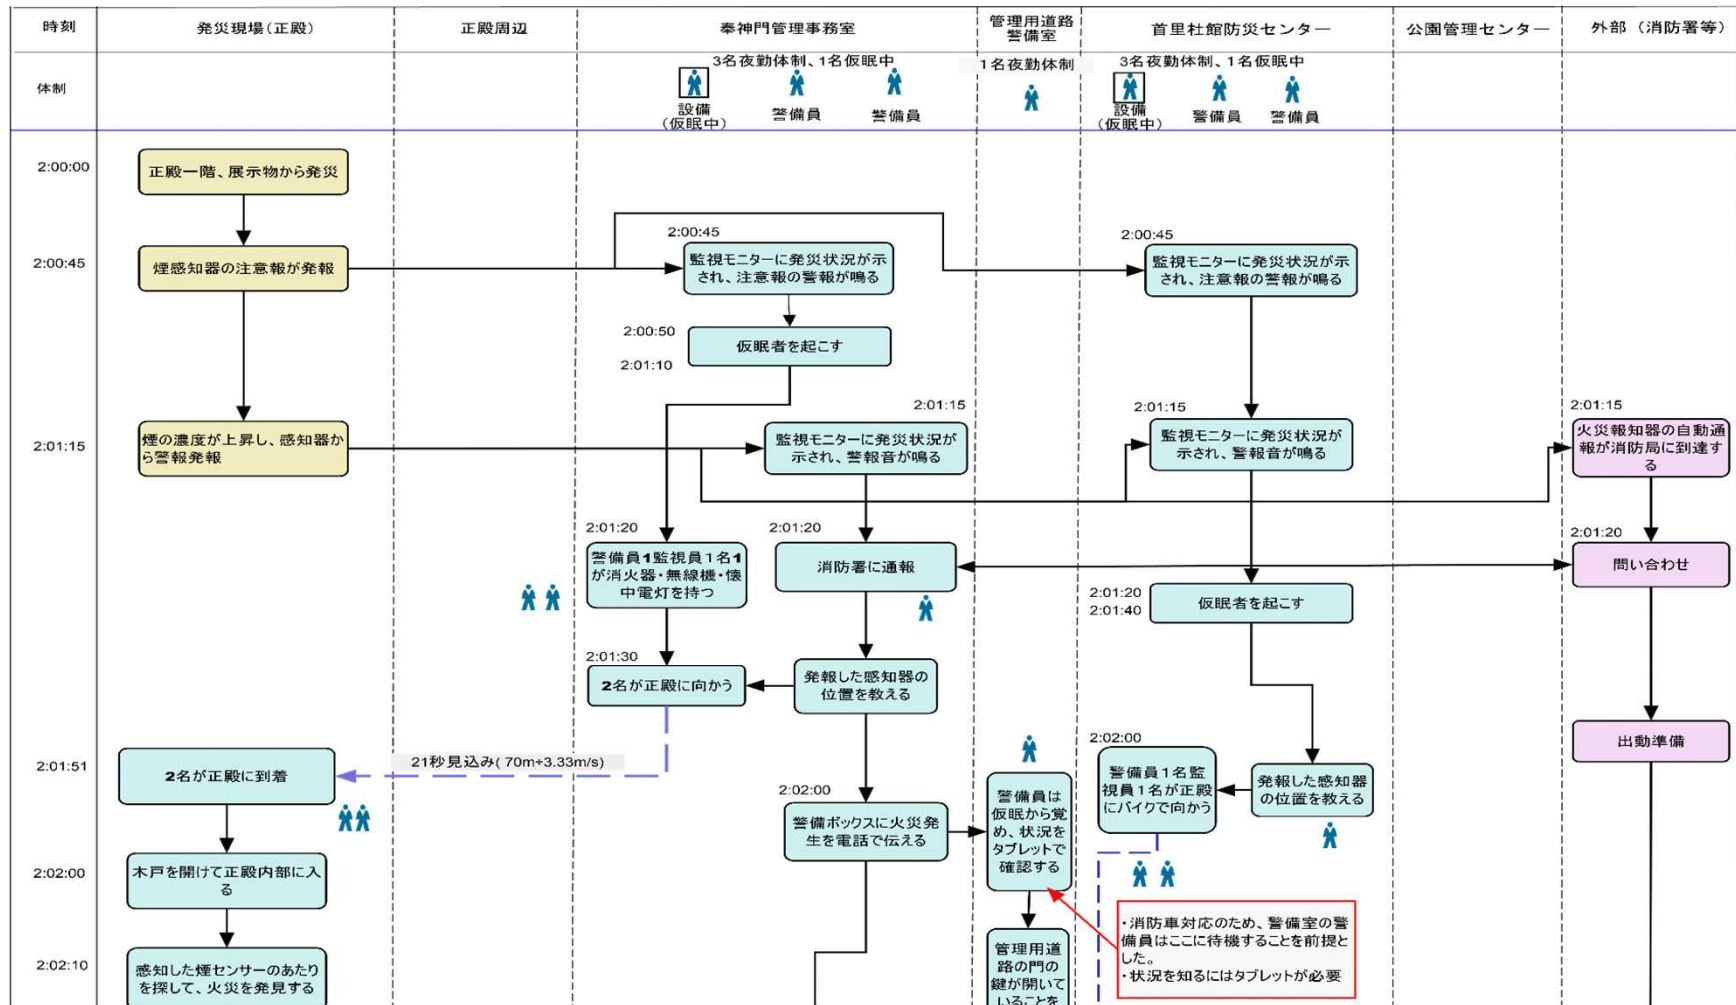 時刻
発災現場(正殿)
正殿周辺
奉神門管理事務室
管理用道路
警備室
首里杜館防災センター
公園管理センター
外部（消防署等）
体制
3名夜勤体制、1名仮眠中
設備
(仮眠中)
警備員
警備員
1名夜勤体制
3名夜勤体制、1名仮眠中
設備
(仮眠中)
警備員
警備員
2:00:00
正殿一階、展示物から発災
2:00:45
煙感知器の注意報が発報
2:00:45
監視モニターに発災状況が示
され、注意報の警報が鳴る
2:00:45
監視モニターに発災状況が示
され、注意報の警報が鳴る
2:00:50
2:01:10
仮眠者を起こす
2:01:15
煙の濃度が上昇し、感知器か
ら警報発報
2:01:15
監視モニターに発災状況が
示され、警報音が鳴る
2:01:15
監視モニターに発災状況が
示され、警報音が鳴る
2:01:15
火災報知器の自動通
報が消防局に到達す
る
2:01:20
警備員1監視員1名1
が消火器・無線機・懐
中電灯を持つ
2:01:20
消防署に通報
2:01:20
2:01:40
仮眠者を起こす
2:01:20
問い合わせ
2:01:30
2名が正殿に向かう
発報した感知器の
位置を教える
出動準備
2:01:51
2名が正殿に到着
21秒見込み( 70m÷3.33m/s)
2:02:00
警備ボックスに火災発
生を電話で伝える
警備員は
仮眠から覚
め、状況を
タブレットで
確認する
2:02:00
警備員1名監
視員1名が正殿
にバイクで向かう
発報した感知器
の位置を教える
2:02:00
木戸を開けて正殿内部に入
る
・消防車対応のため、警備室の警
備員はここに待機することを前提と
した。
・状況を知るにはタブレットが必要
2:02:10
感知した煙センサーのあたり
を探して、火災を発見する
管理用道
路の門の
鍵が開いて
いることを